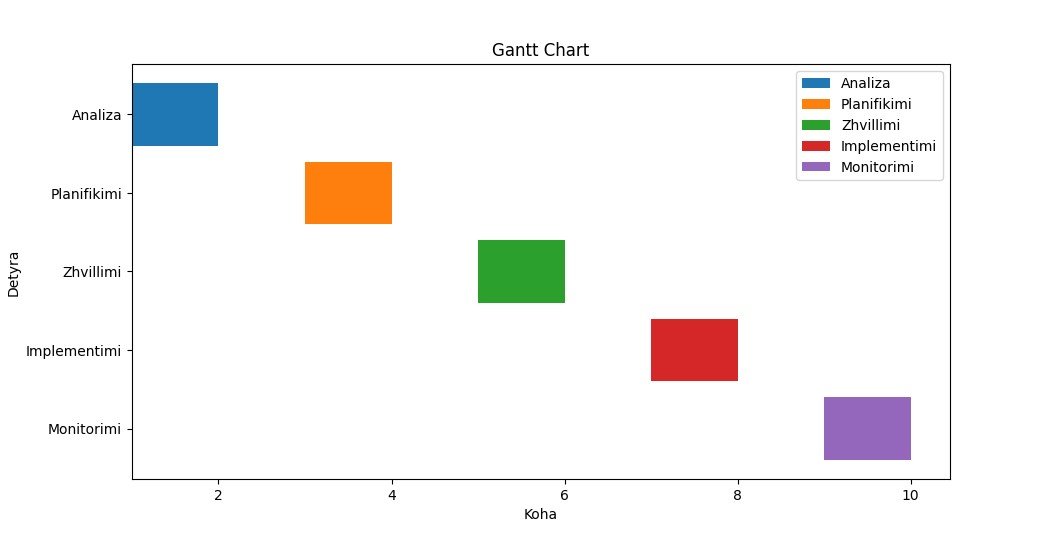 Gantt Chart
Analiza
Planifikimi
Zhvillimi
Implementimi
Monitorimi
Detyra
Analiza
Planifikimi
Zhvillimi
Implementimi
Monitorimi
2 4 6 8 10
Koha